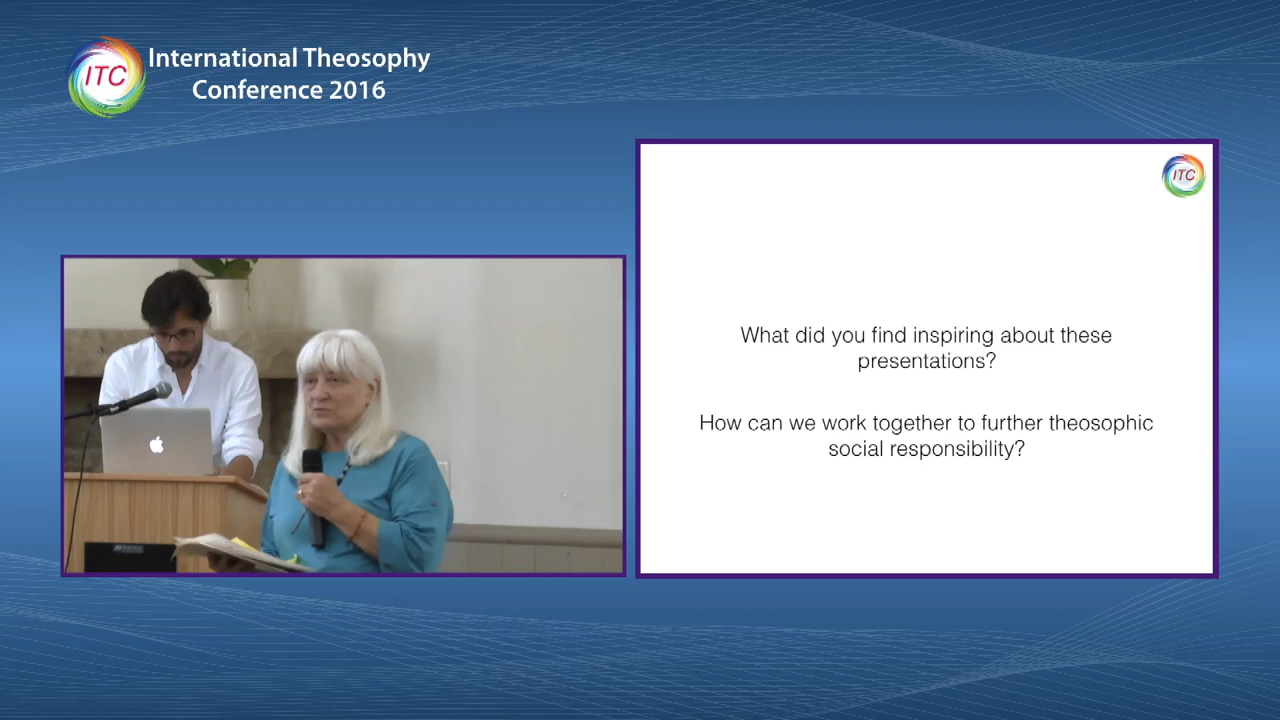 ITC
International Theosophy
Conference 2016
ITC
What did you find inspiring about these
presentations?
How can we work together to further theosophic
social responsibility?